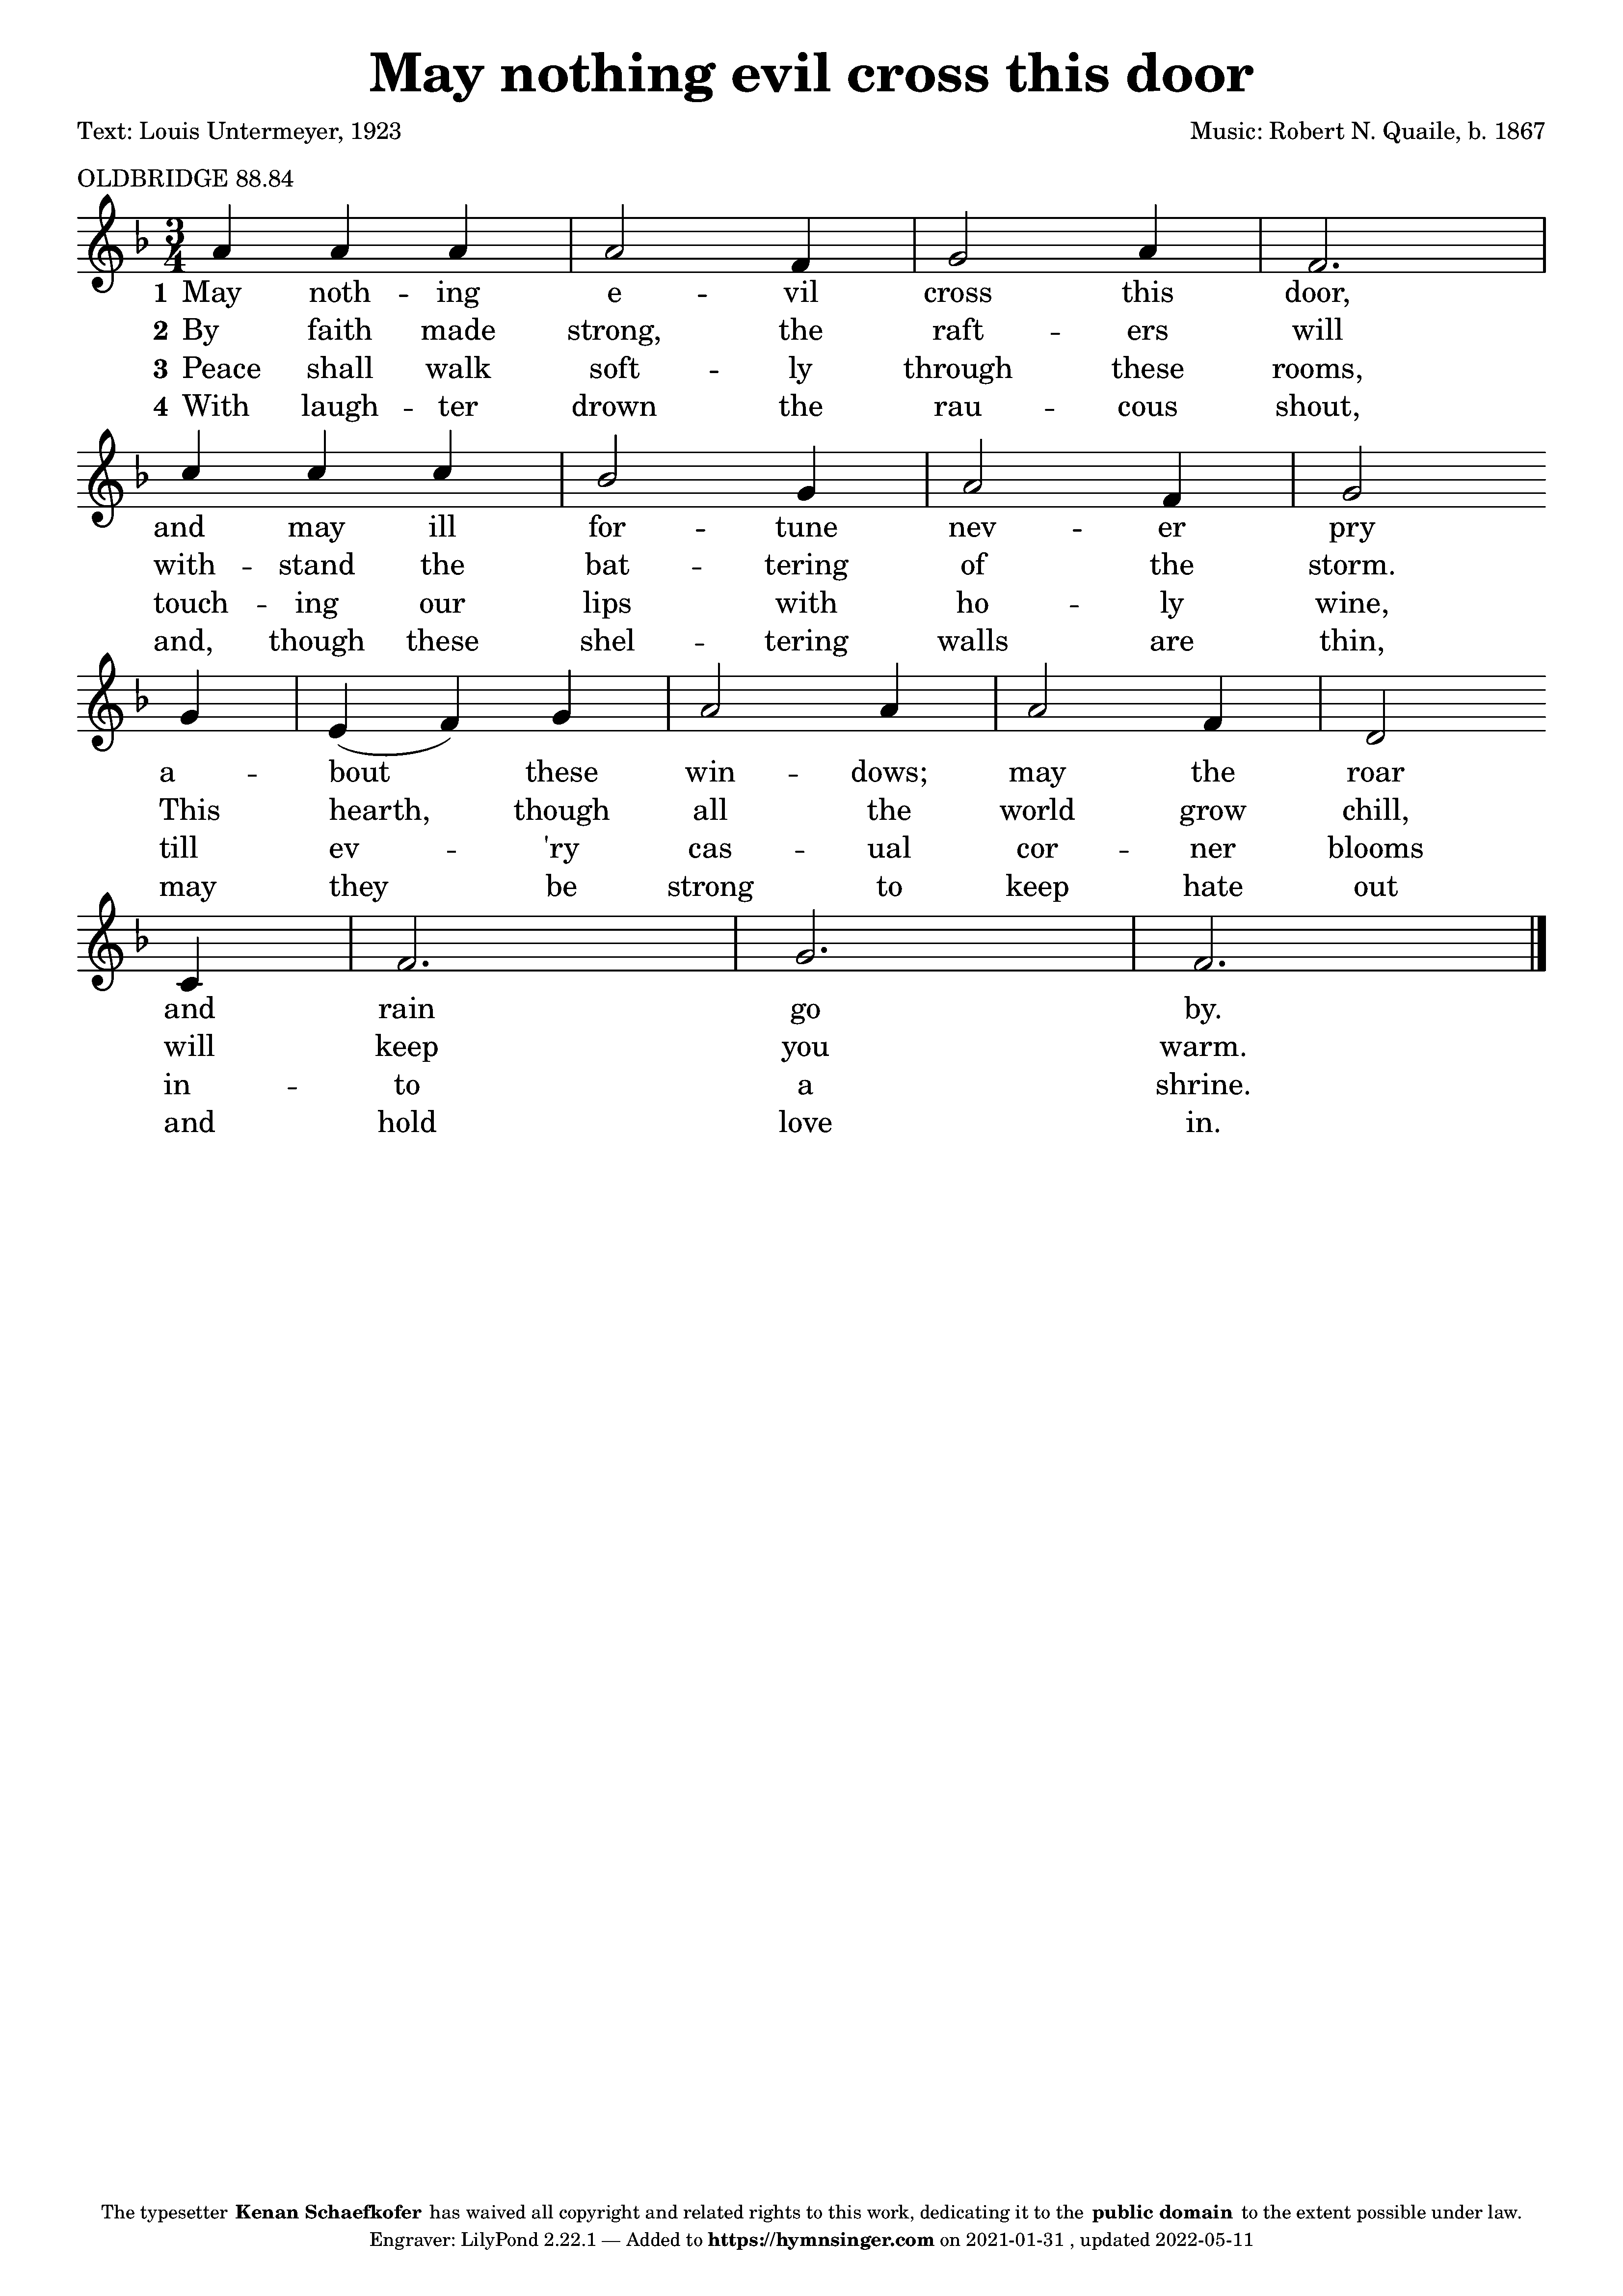 May nothing evil cross this door
Text: Louis Untermeyer, 1923
Music: Robert N. Quaile, b. 1867
OLDBRIDGE 88.84
3
4
1 May noth -- ing e -- vil cross this door,
2 By faith made strong, the raft -- ers will
3 Peace shall walk soft -- ly through these rooms,
4 With laugh -- ter drown the rau -- cous shout,
and may ill for -- tune nev -- er pry
with -- stand the bat -- tering of the storm.
touch -- ing our lips with ho -- ly wine,
and, though these shel -- tering walls are thin,
a -- bout these win -- dows; may the roar
This hearth, though all the world grow chill,
till ev -- 'ry cas -- ual cor -- ner blooms
may they be strong to keep hate out
and rain go by.
will keep you warm.
in -- to a shrine.
and hold love in.
The typesetter Kenan Schaefkofer has waived all copyright and related rights to this work, dedicating it to the public domain to the extent possible under law.
Engraver: LilyPond 2.22.1 — Added to https://hymnsinger.com on 2021-01-31 , updated 2022-05-11